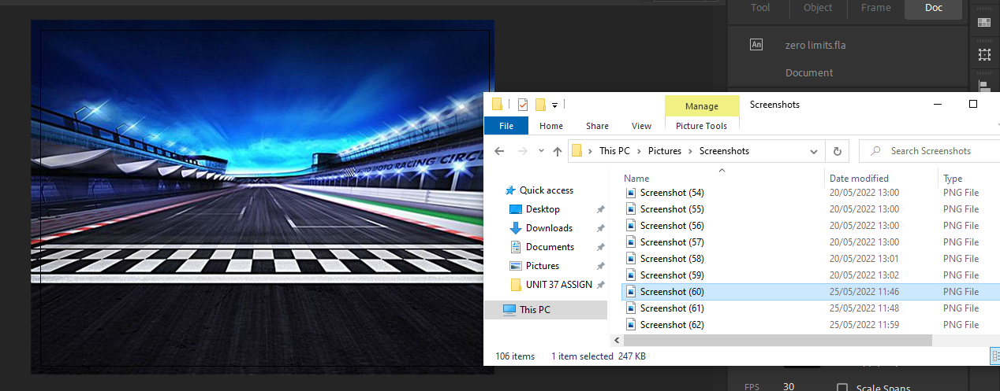 Tool Object Frame Doc
An zero limits.fla
Document
Manage Screenshots
File Home Share View Picture Tools
This PC › Pictures › Screenshots Search Screenshots
Name Date modified Type
Quick access
Desktop
Downloads
Documents
Pictures
UNIT 37 ASSIGN
This PC
Screenshot (54) 20/05/2022 13:00 PNG File
Screenshot (55) 20/05/2022 13:00 PNG File
Screenshot (56) 20/05/2022 13:00 PNG File
Screenshot (57) 20/05/2022 13:00 PNG File
Screenshot (58) 20/05/2022 13:01 PNG File
Screenshot (59) 20/05/2022 13:02 PNG File
Screenshot (60) 25/05/2022 11:46 PNG File
Screenshot (61) 25/05/2022 11:48 PNG File
Screenshot (62) 25/05/2022 11:59 PNG File
106 items 1 item selected 247 KB
AUTO MOTO RACING CIRCU
FPS 30 Scale Spans